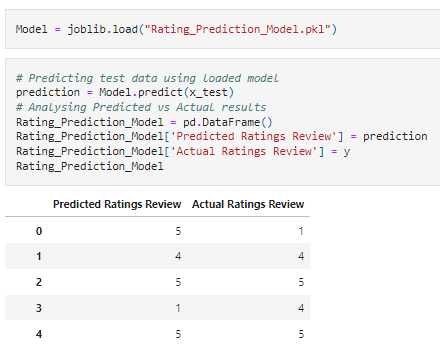 Model = joblib.load("Rating_Prediction_Model.pkl")
# Predicting test data using loaded model
prediction = Model.predict(x_test)
# Analysing Predicted vs Actual results
Rating_Prediction_Model = pd.DataFrame()
Rating_Prediction_Model['Predicted Ratings Review'] = prediction
Rating_Prediction_Model['Actual Ratings Review'] = y
Rating_Prediction_Model
Predicted Ratings Review Actual Ratings Review
0 5 1
1 4 4
2 5 5
3 1 4
4 5 5